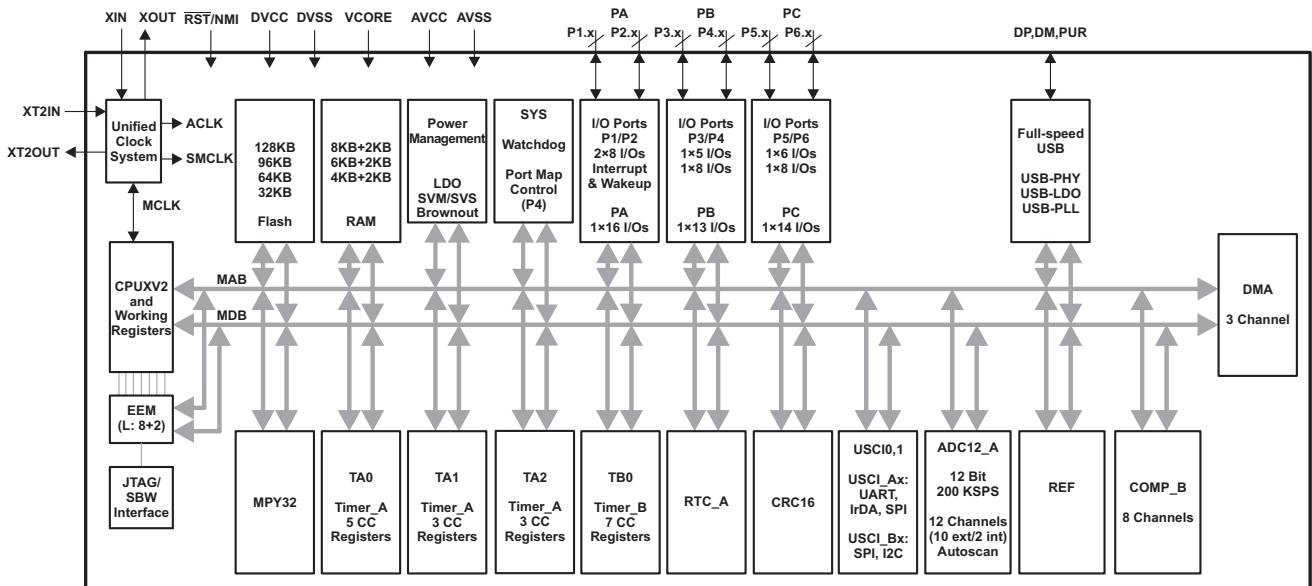 XIN XOUT RST/NMI DVCC DVSS VCORE AVCC AVSS
PA PB PC
P1.x P2.x P3.x P4.x P5.x P6.x
DP,DM,PUR
XT2IN
XT2OUT
Unified
Clock
System
ACLK
SMCLK
MCLK
128KB
96KB
64KB
32KB
Flash
8KB+2KB
6KB+2KB
4KB+2KB
RAM
Power
Management
LDO
SVM/SVS
Brownout
SYS
Watchdog
Port Map
Control
(P4)
I/O Ports
P1/P2
2×8 I/Os
Interrupt
& Wakeup
PA
1×16 I/Os
I/O Ports
P3/P4
1×5 I/Os
1×8 I/Os
PB
1×13 I/Os
I/O Ports
P5/P6
1×6 I/Os
1×8 I/Os
PC
1×14 I/Os
Full-speed
USB
USB-PHY
USB-LDO
USB-PLL
CPUXV2
and
Working
Registers
MAB
MDB
DMA
3 Channel
EEM
(L: 8+2)
JTAG/
SBW
Interface
MPY32
TA0
Timer_A
5 CC
Registers
TA1
Timer_A
3 CC
Registers
TA2
Timer_A
3 CC
Registers
TB0
Timer_B
7 CC
Registers
RTC_A
CRC16
USCI0,1
USCI_Ax:
UART,
IrDA, SPI
USCI_Bx:
SPI, I2C
ADC12_A
12 Bit
200 KSPS
12 Channels
(10 ext/2 int)
Autoscan
REF
COMP_B
8 Channels